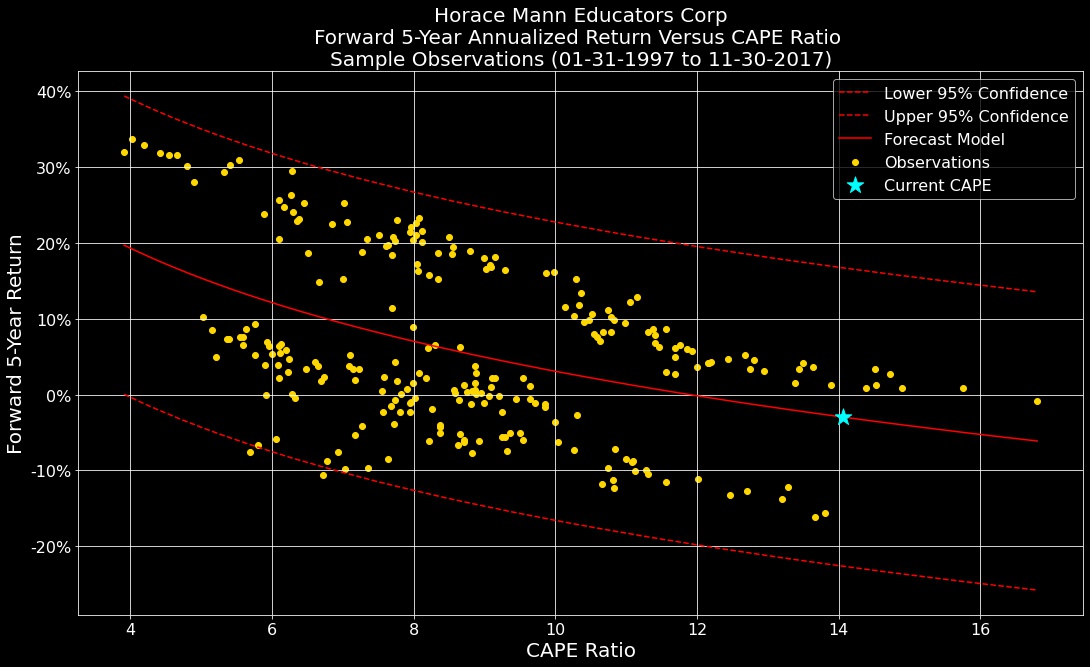 Horace Mann Educators Corp
Forward 5-Year Annualized Return Versus CAPE Ratio
Sample Observations (01-31-1997 to 11-30-2017)
Lower 95% Confidence
Upper 95% Confidence
Forecast Model
Observations
Current CAPE
Forward 5-Year Return
40%
30%
20%
10%
0%
-10%
-20%
4 6 8 10 12 14 16
CAPE Ratio